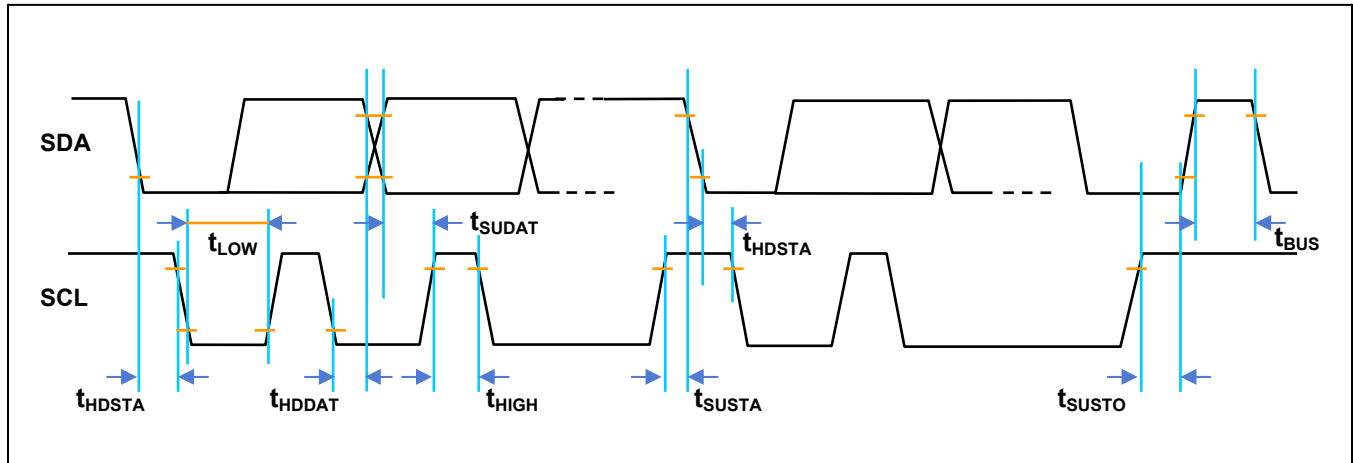 SDA
tSUDAT
tLOW
tHDSTA
tBUS
SCL
tHDSTA
tHDDAT
tHIGH
tSUSTA
tSUSTO